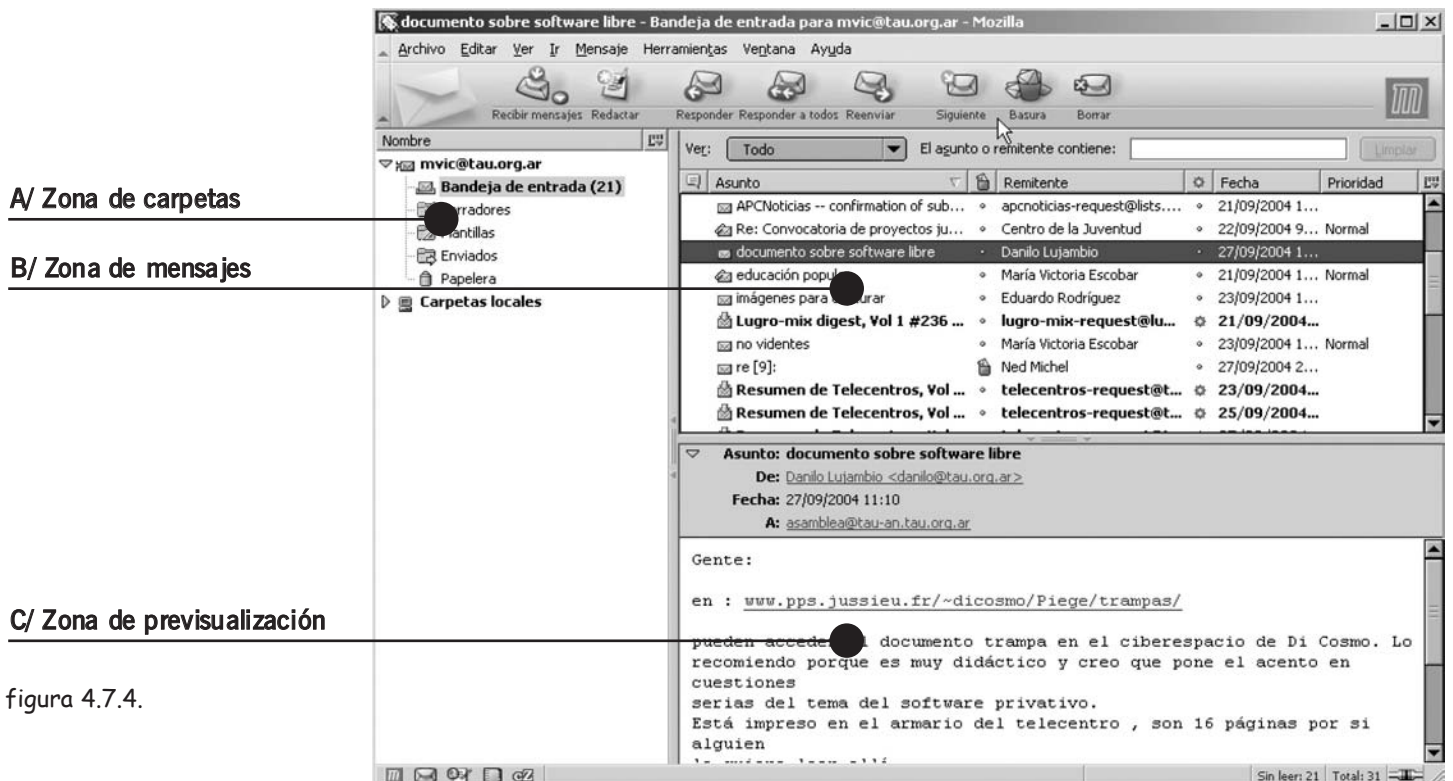 documento sobre software libre - Bandeja de entrada para mvic@tau.org.ar - Mozilla
Archivo Editar Ver Ir Mensaje Herramientas Ventana Ayuda
Recibir mensajes Redactar Responder Responder a todos Reenviar Siguiente Basura Borrar
Nombre
Ver: Todo El asunto o remitente contiene: Limpiar
mvic@tau.org.ar
Bandeja de entrada (21)
Enviados
Papelera
Carpetas locales
A/ Zona de carpetas
B/ Zona de mensajes
Asunto Remitente Fecha Prioridad
APCNoticias -- confirmation of sub... apcnoticias-request@lists.... 21/09/2004 1...
Re: Convocatoria de proyectos ju... Centro de la Juventud 22/09/2004 9... Normal
documento sobre software libre Danilo Lujambio 27/09/2004 1...
educación María Victoria Escobar 21/09/2004 1... Normal
imágenes para Eduardo Rodríguez 23/09/2004 1...
Lugro-mix digest, Vol 1 #236 ... lugro-mix-request@lu... 21/09/2004...
no videntes María Victoria Escobar 23/09/2004 1... Normal
re [9]: Ned Michel 27/09/2004 2...
Resumen de Telecentros, Vol ... telecentros-request@t... 23/09/2004...
Resumen de Telecentros, Vol ... telecentros-request@t... 25/09/2004...
Asunto: documento sobre software libre
De: Danilo Lujambio <danilo@tau.org.ar>
Fecha: 27/09/2004 11:10
A: asamblea@tau-an.tau.org.ar
Gente:
en : www.pps.jussieu.fr/~dicosmo/Piege/trampas/
C/ Zona de previsualización
pueden documento trampa en el ciberespacio de Di Cosmo. Lo
recomiendo porque es muy didáctico y creo que pone el acento en
cuestiones
serias del tema del software privativo.
Está impreso en el armario del telecentro , son 16 páginas por si
alguien
figura 4.7.4.
Sin leer: 21 Total: 31